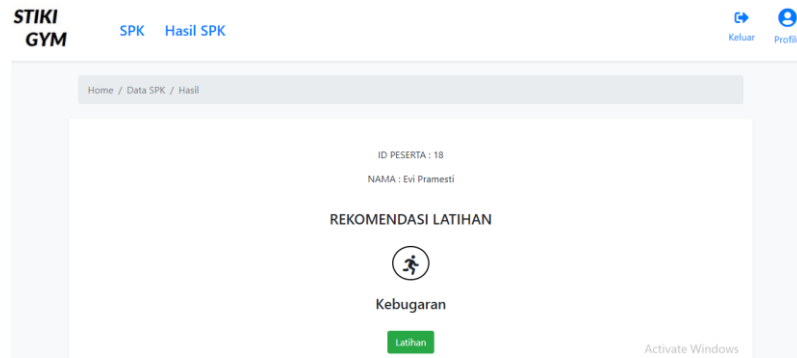 STIKI
GYM
SPK Hasil SPK
Keluar
Profil
Home / Data SPK / Hasil
ID PESERTA : 18
NAMA : Evi Pramesti
REKOMENDASI LATIHAN
Kebugaran
Latihan
Activate Windows